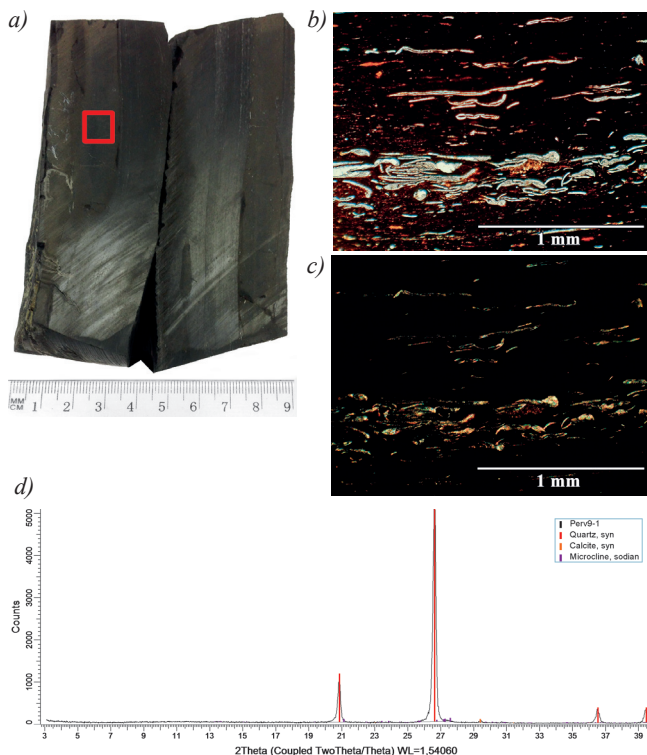 a)
MM
CM 1 2 3 4 5 6 7 8 9
b)
1 mm
c)
1 mm
d)
Counts
5000
4000
3000
2000
1000
0
Perv9-1
Quartz, syn
Calcite, syn
Microcline, sodian
3 5 7 9 11 13 15 17 19 21 23 25 27 29 31 33 35 37 39
2Theta (Coupled TwoTheta/Theta) WL=1,54060